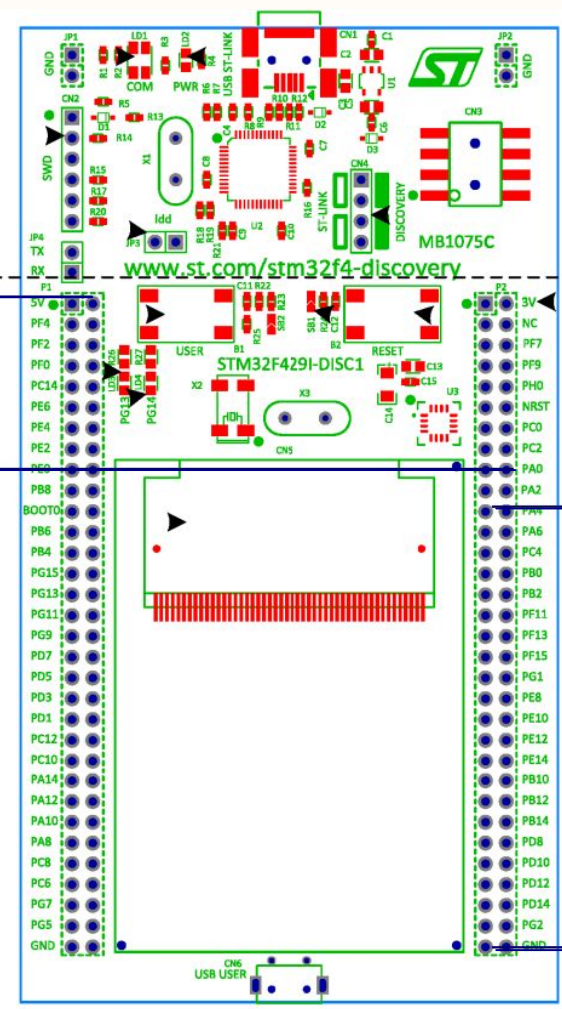 JP1
GND
LD1
COM
R1
R2
R3
LD2
PWR
R4
USB ST-LINK
CN1
C1
C2
U1
JP2
GND
CN2
SWD
R5
D1
R13
R14
R15
R17
R20
X1
R6
R7
C4
R8
R9
R10
R12
R11
D2
C6
D3
CN3
C8
C7
R16
U2
Idd
JP3
R18
R19
R21
C9
C10
CN4
ST-LINK
DISCOVERY
MB1075C
JP4
TX
RX
www.st.com/stm32f4-discovery
P1
5V
PF4
PF2
PF0
PC14
PE6
PE4
PE2
PE0
PB8
BOOT0
PB6
PB4
PG15
PG13
PG11
PG9
PD7
PD5
PD3
PD1
PC12
PC10
PA14
PA12
PA10
PA8
PC8
PC6
PG7
PG5
GND
C11
R22
R23
R25
SB2
SB1
C12
USER
B1
B2
RESET
STM32F429I-DISC1
R26
R27
LD3
LD4
PG13
PG14
X2
X3
C13
C15
C14
U3
CN5
P2
3V
NC
PF7
PF9
PH0
NRST
PC0
PC2
PA0
PA2
PA4
PA6
PC4
PB0
PB2
PF11
PF13
PF15
PG1
PE8
PE10
PE12
PE14
PB10
PB12
PB14
PD8
PD10
PD12
PD14
PG2
GND
CN6
USB USER